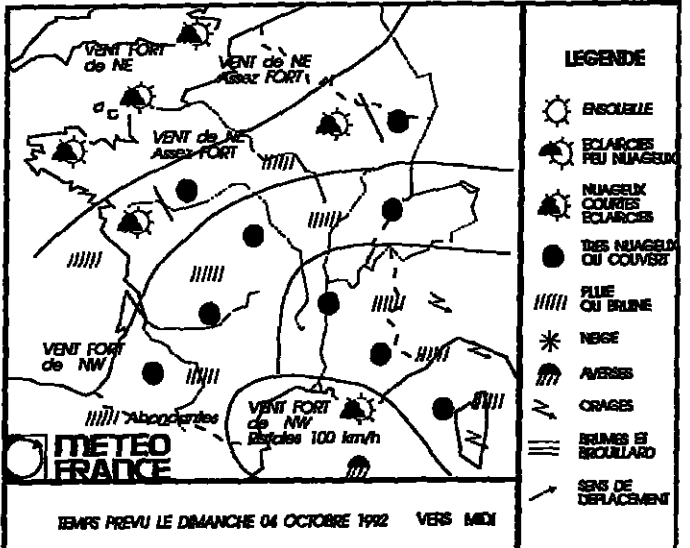 VENT FORT
de NE
VENT de NE
Assez FORT
VENT de NE
Assez FORT
VENT FORT
de NW
Abondantes
VENT FORT
de NW
Rafales 100 km/h
METEO
FRANCE
TEMPS PREVU LE DIMANCHE 04 OCTOBRE 1992 VERS MIDI
LEGENDE
ENSOLEILLE
ECLAIRCIES
PEU NUAGEUX
NUAGEUX
COURTES
ECLAIRCIES
TRES NUAGEUX
OU COUVERT
PLUIE
OU BRUINE
NEIGE
AVERSES
ORAGES
BRUMES ET
BROUILLARD
SENS DE
DEPLACEMENT